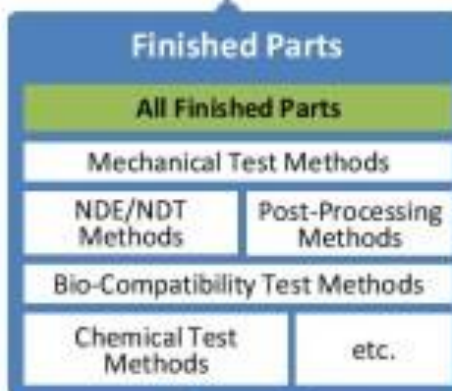 Finished Parts
All Finished Parts
Mechanical Test Methods
NDE/NDT
Methods
Post-Processing
Methods
Bio-Compatibility Test Methods
Chemical Test
Methods
etc.